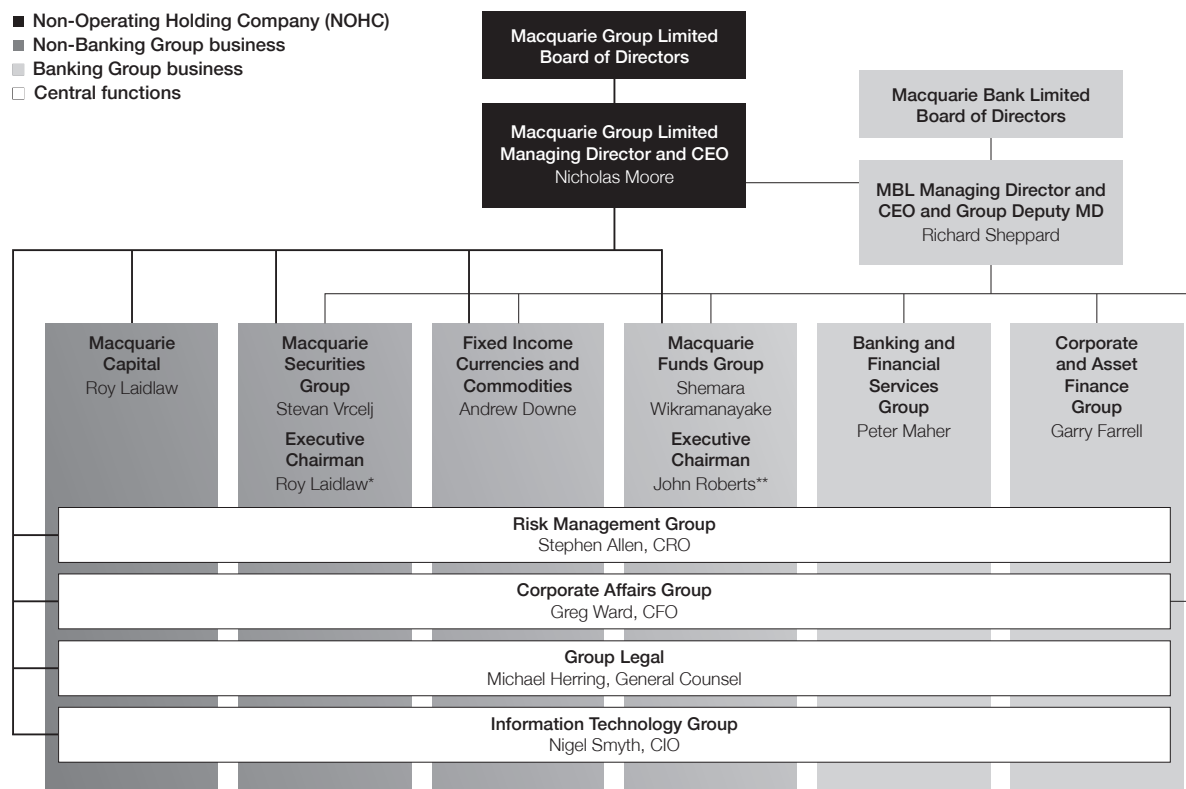 Non-Operating Holding Company (NOHC)
Non-Banking Group business
Banking Group business
Central functions
Macquarie Group Limited
Board of Directors
Macquarie Group Limited
Managing Director and CEO
Nicholas Moore
Macquarie Bank Limited
Board of Directors
MBL Managing Director and
CEO and Group Deputy MD
Richard Sheppard
Macquarie
Capital
Roy Laidlaw
Macquarie
Securities
Group
Stevan Vrcelj
Executive
Chairman
Roy Laidlaw*
Fixed Income
Currencies and
Commodities
Andrew Downe
Macquarie
Funds Group
Shemara
Wikramanayake
Executive
Chairman
John Roberts**
Banking and
Financial
Services
Group
Peter Maher
Corporate
and Asset
Finance
Group
Garry Farrell
Risk Management Group
Stephen Allen, CRO
Corporate Affairs Group
Greg Ward, CFO
Group Legal
Michael Herring, General Counsel
Information Technology Group
Nigel Smyth, CIO